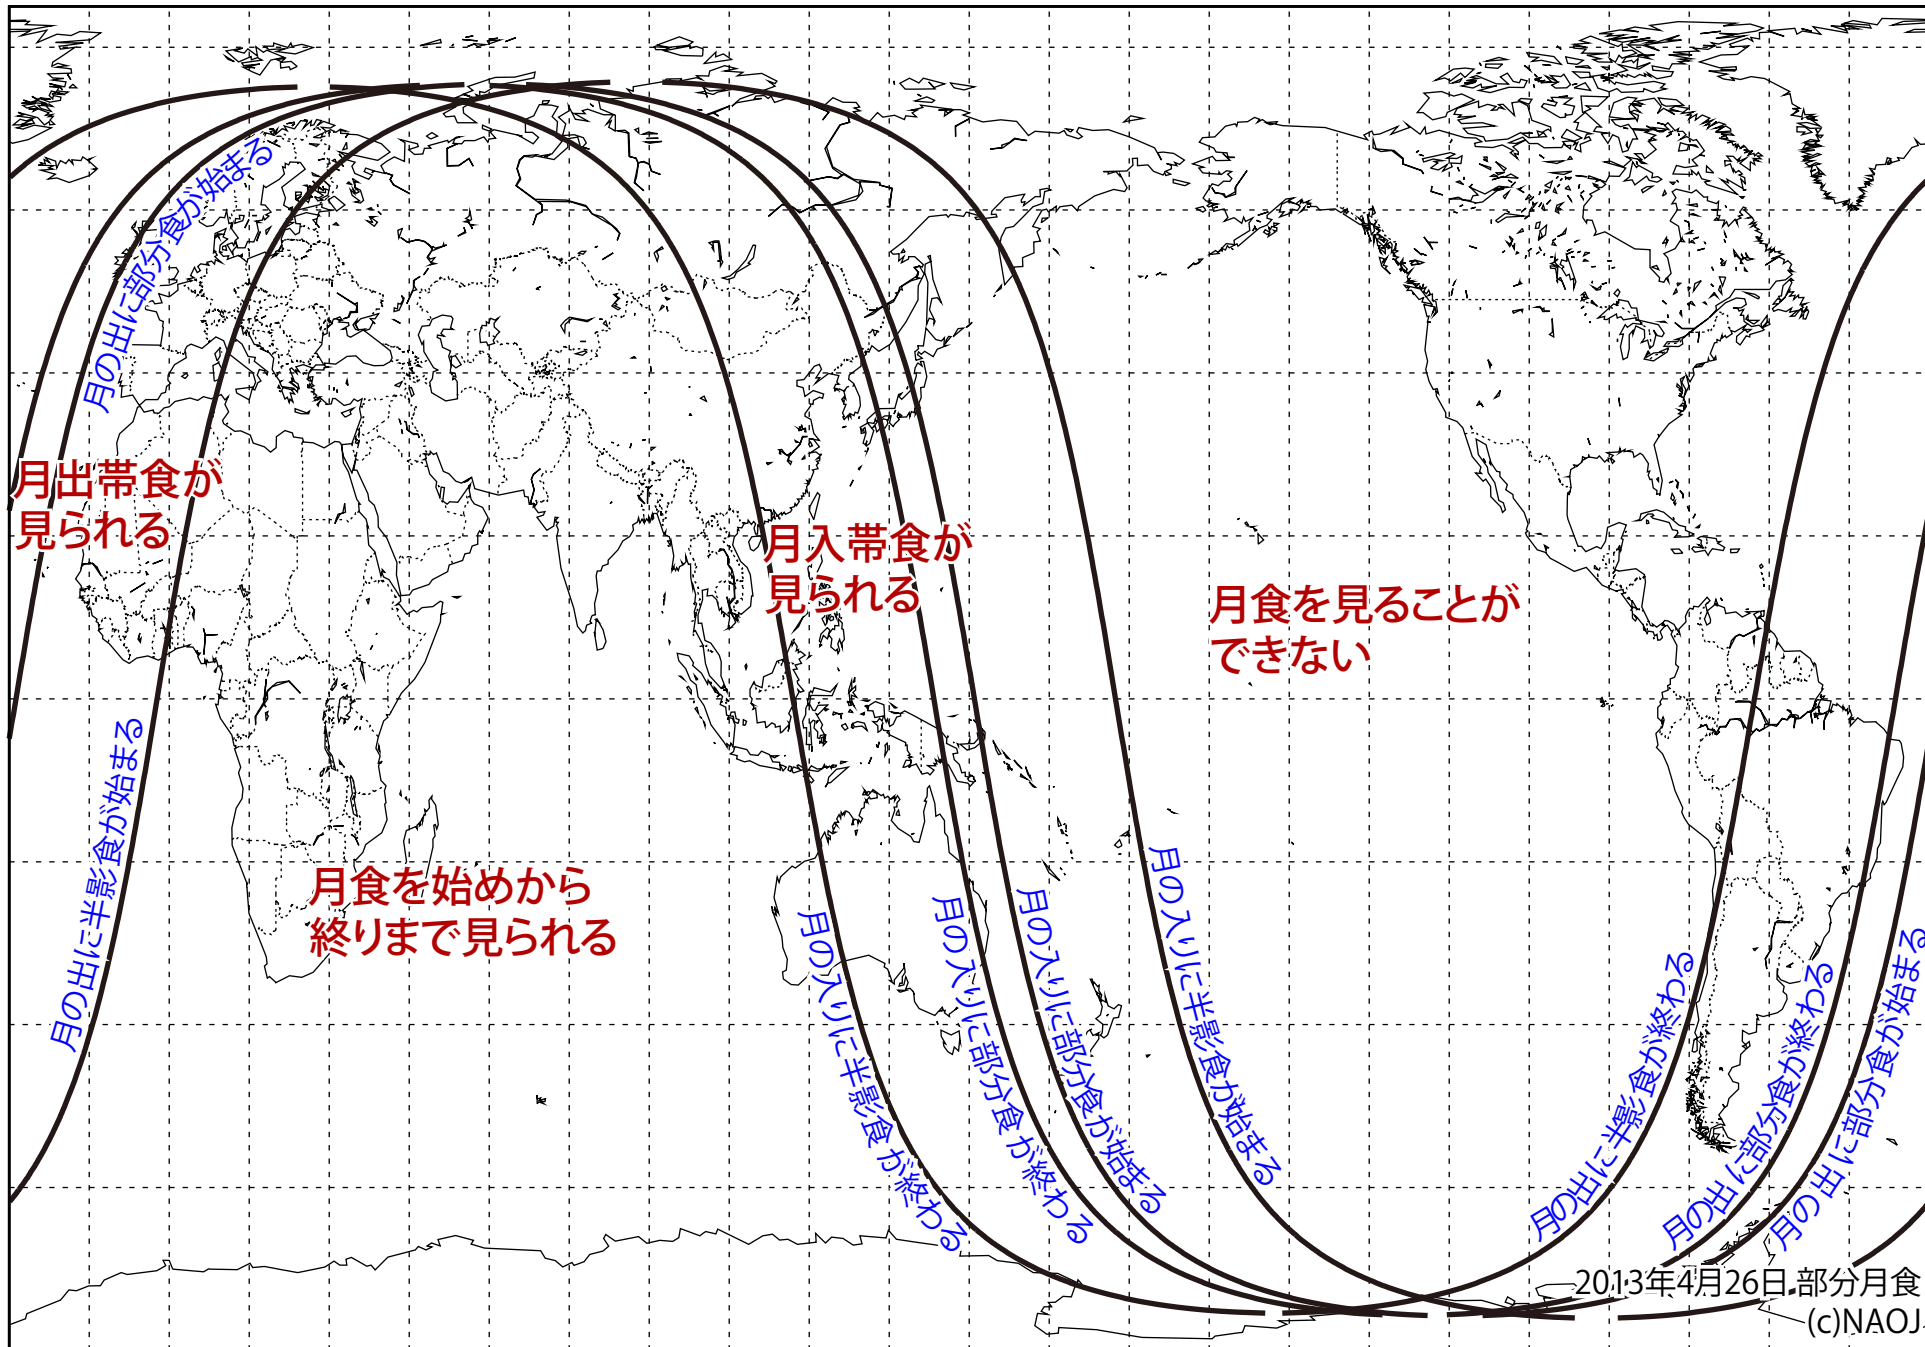 月の出に部分食が始まる
月出帯食が
見られる
月入帯食が
見られる
月食を見ることが
できない
月の出に半影食が始まる
月食を始めから
終りまで見られる
月の入りに半影食が終わる
月の入りに部分食が終わる
月の入りに部分食が始まる
月の入りに半影食が始まる
月の出に半影食が終わる
月の出に部分食が終わる
月の出に部分食が始まる
2013年4月26日 部分月食
(c)NAOJ